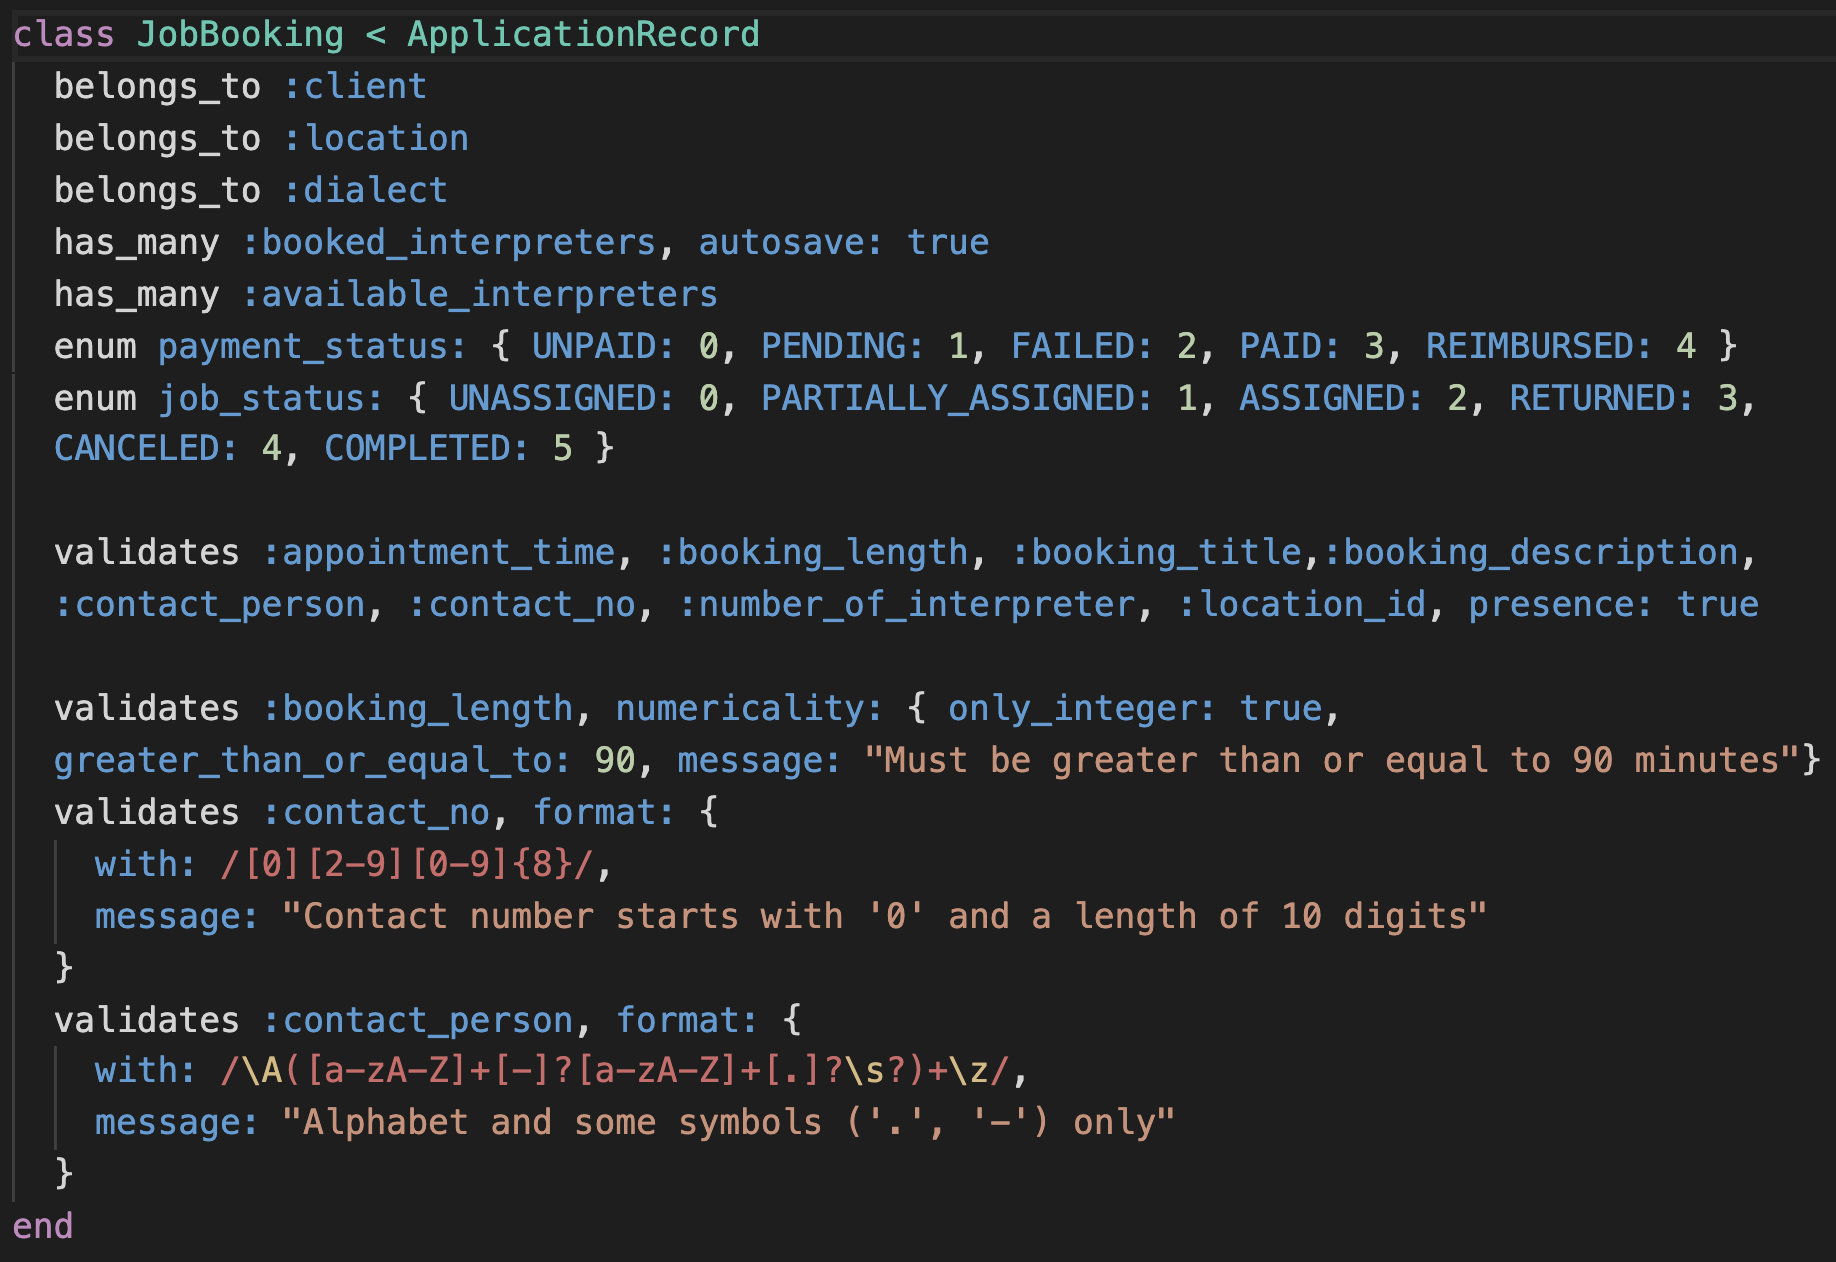 class JobBooking < ApplicationRecord
  belongs_to :client
  belongs_to :location
  belongs_to :dialect
  has_many :booked_interpreters, autosave: true
  has_many :available_interpreters
  enum payment_status: { UNPAID: 0, PENDING: 1, FAILED: 2, PAID: 3, REIMBURSED: 4 }
  enum job_status: { UNASSIGNED: 0, PARTIALLY_ASSIGNED: 1, ASSIGNED: 2, RETURNED: 3,
  CANCELED: 4, COMPLETED: 5 }

  validates :appointment_time, :booking_length, :booking_title,:booking_description,
  :contact_person, :contact_no, :number_of_interpreter, :location_id, presence: true

  validates :booking_length, numericality: { only_integer: true,
  greater_than_or_equal_to: 90, message: "Must be greater than or equal to 90 minutes"}
  validates :contact_no, format: {
    with: /[0][2-9][0-9]{8}/,
    message: "Contact number starts with '0' and a length of 10 digits"
  }
  validates :contact_person, format: {
    with: /\A([a-zA-Z]+[-]?[a-zA-Z]+[.]?\s?)+\z/,
    message: "Alphabet and some symbols ('.', '-') only"
  }
end